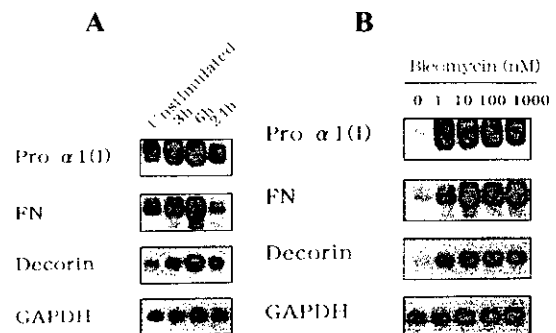 A
Unstimulated
3h
6h
24h
Pro α1(I)
FN
Decorin
GAPDH
B
Bleomycin (nM)
0 1 10 100 1000
Pro α1(I)
FN
Decorin
GAPDH